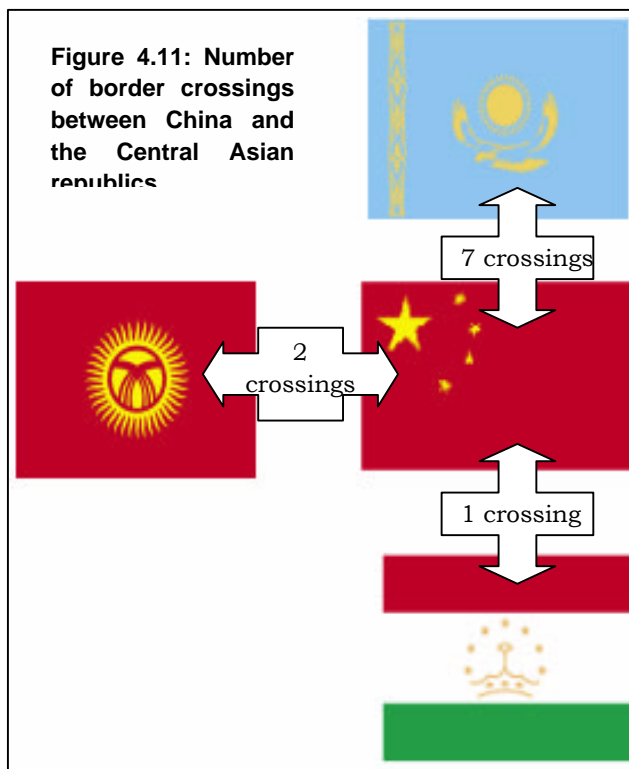 Figure 4.11: Number
of border crossings
between China and
the Central Asian
republics
7 crossings
2
crossings
1 crossing